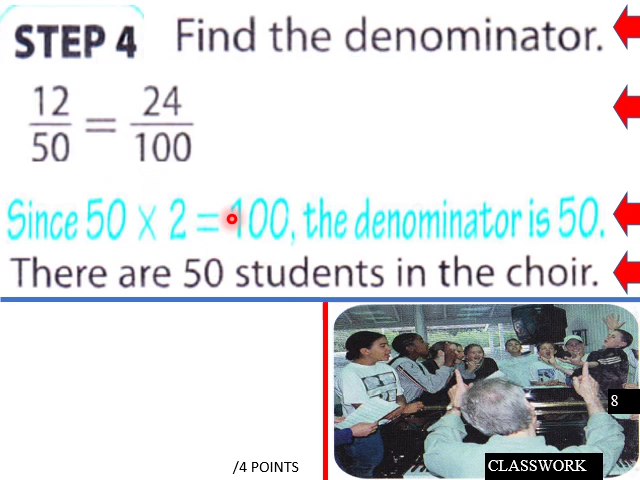 STEP 4 Find the denominator.
12/50 = 24/100
Since 50 × 2 = 100, the denominator is 50.
There are 50 students in the choir.
8
/4 POINTS
CLASSWORK